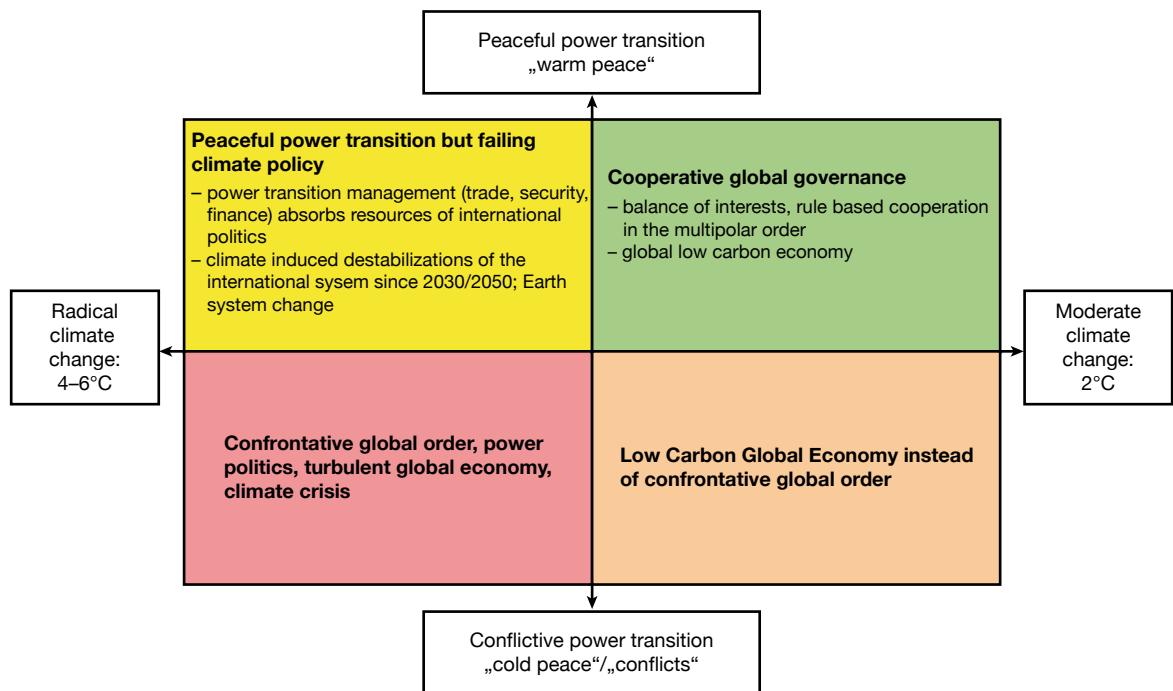 Peaceful power transition
„warm peace“
Peaceful power transition but failing
climate policy
– power transition management (trade, security,
finance) absorbs resources of international
politics
– climate induced destabilizations of the
international sysem since 2030/2050; Earth
system change
Cooperative global governance
– balance of interests, rule based cooperation
in the multipolar order
– global low carbon economy
Radical
climate
change:
4–6°C
Moderate
climate
change:
2°C
Confrontative global order, power
politics, turbulent global economy,
climate crisis
Low Carbon Global Economy instead
of confrontative global order
Conflictive power transition
„cold peace“/„conflicts“